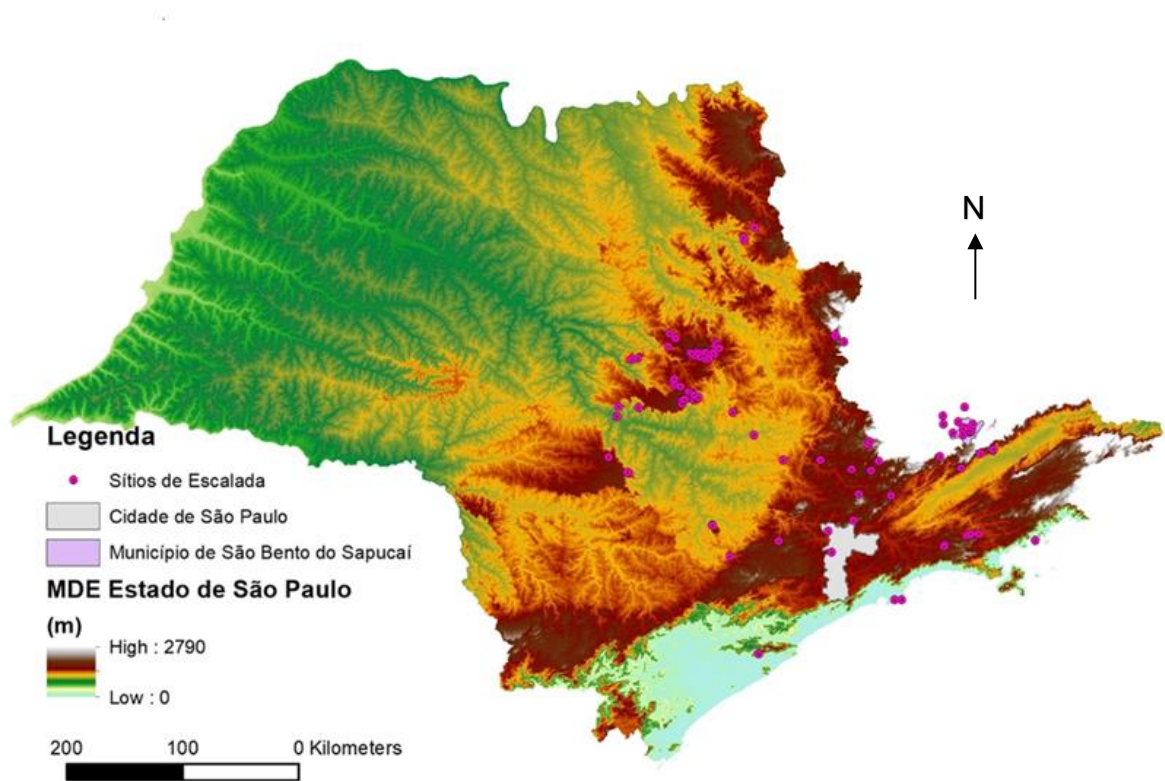 N
Legenda
Sítios de Escalada
Cidade de São Paulo
Município de São Bento do Sapucaí
MDE Estado de São Paulo
(m)
High : 2790
Low : 0
200 100 0 Kilometers